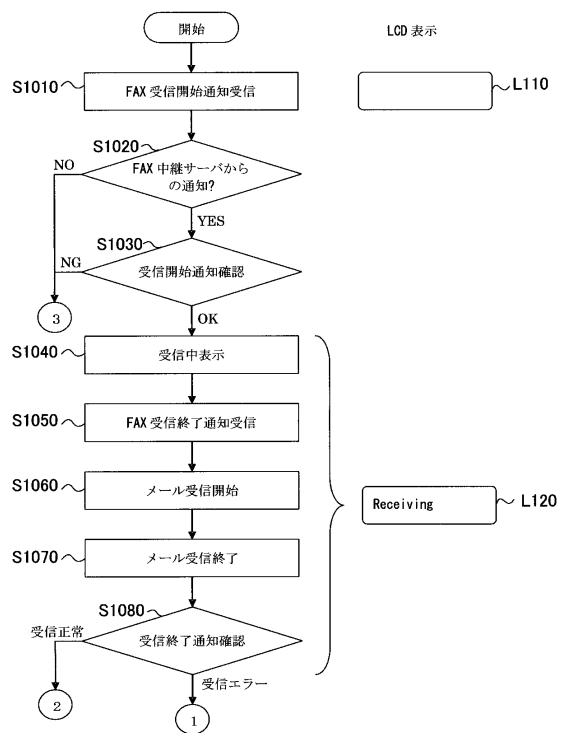 開始
LCD 表示
S1010
FAX 受信開始通知受信
L110
S1020
FAX 中継サーバから
の通知?
NO
YES
S1030
受信開始通知確認
NG
OK
3
S1040
受信中表示
S1050
FAX 受信終了通知受信
S1060
メール受信開始
Receiving
L120
S1070
メール受信終了
S1080
受信終了通知確認
受信正常
受信エラー
2
1